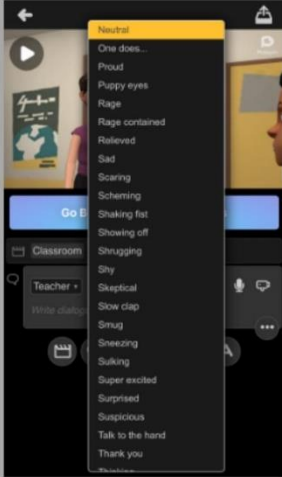 Neutral
One does...
Proud
Puppy eyes
Rage
Rage contained
Relieved
Sad
Scaring
Scheming
Shaking fist
Showing off
Shrugging
Shy
Skeptical
Slow clap
Smug
Sneezing
Sulking
Super excited
Surprised
Suspicious
Talk to the hand
Thank you
Thinking
Go B
s
Classroom
Teacher
Write dialog